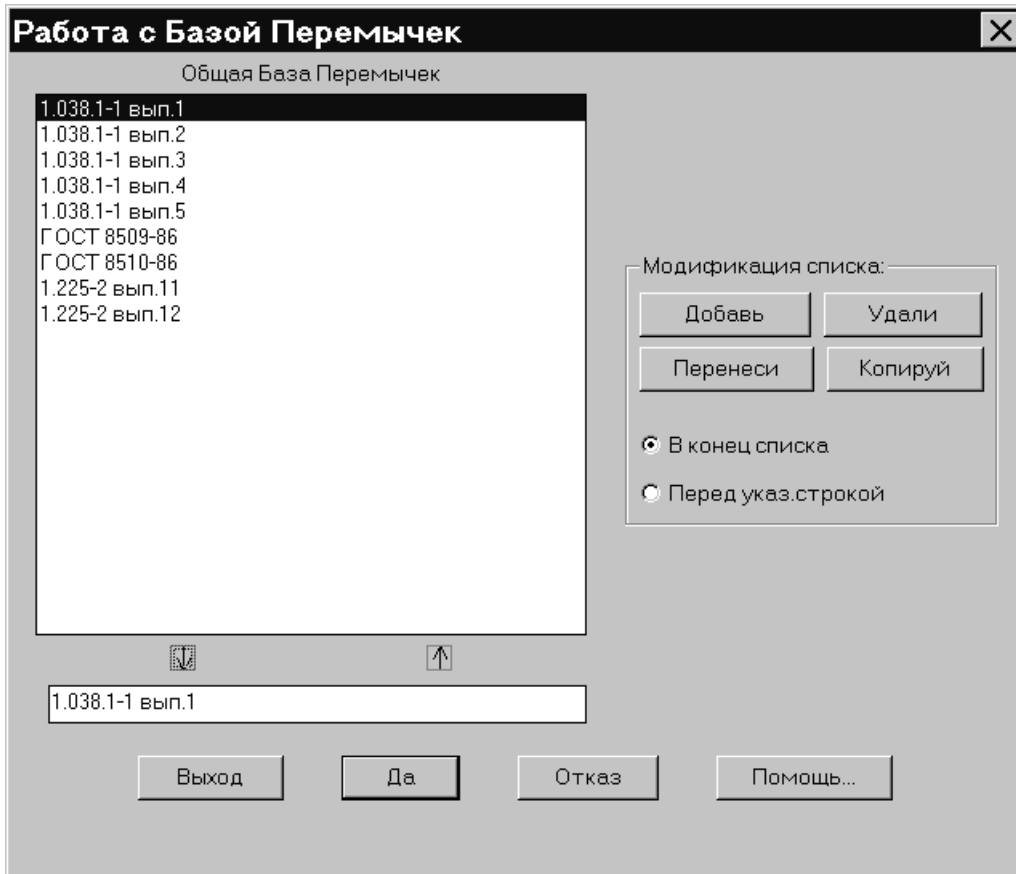 Работа с Базой Перемычек
Общая База Перемычек
1.038.1-1 вып.1
1.038.1-1 вып.2
1.038.1-1 вып.3
1.038.1-1 вып.4
1.038.1-1 вып.5
ГОСТ 8509-86
ГОСТ 8510-86
1.225-2 вып.11
1.225-2 вып.12
Модификация списка:
Добавь Удали
Перенеси Копируй
В конец списка
Перед указ.строкой
1.038.1-1 вып.1
Выход Да Отказ Помощь...